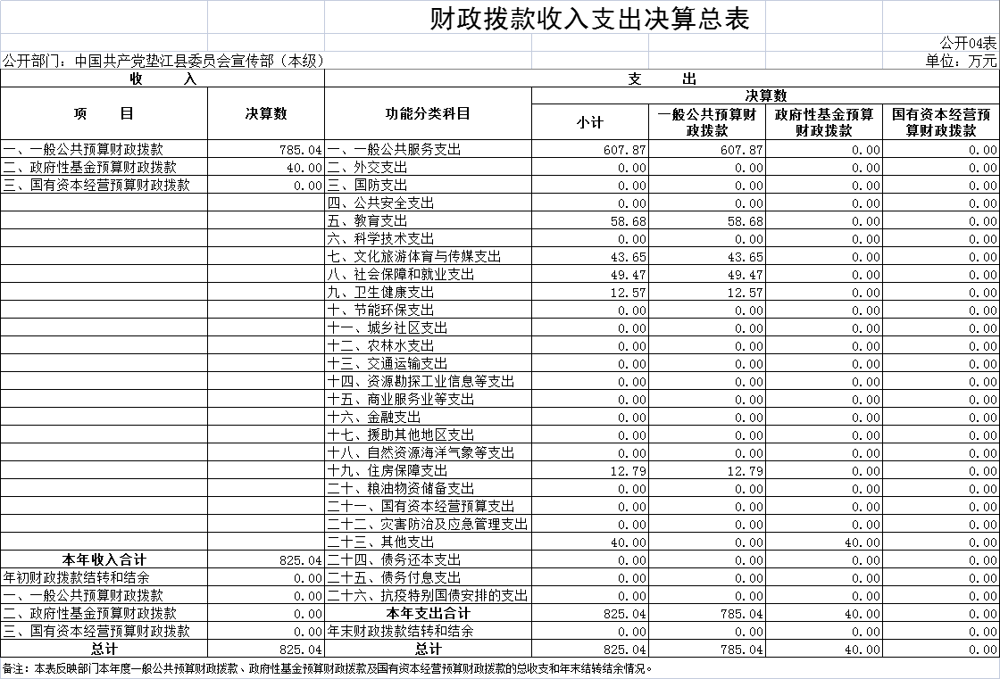 财政拨款收入支出决算总表
公开04表
公开部门：中国共产党垫江县委员会宣传部（本级） 单位：万元
收 入 支 出
项 目 决算数 功能分类科目 决算数
小计 一般公共预算财政拨款 政府性基金预算财政拨款 国有资本经营预算财政拨款
一、一般公共预算财政拨款 785.04 一、一般公共服务支出 607.87 607.87 0.00 0.00
二、政府性基金预算财政拨款 40.00 二、外交支出 0.00 0.00 0.00 0.00
三、国有资本经营预算财政拨款 0.00 三、国防支出 0.00 0.00 0.00 0.00
四、公共安全支出 0.00 0.00 0.00 0.00
五、教育支出 58.68 58.68 0.00 0.00
六、科学技术支出 0.00 0.00 0.00 0.00
七、文化旅游体育与传媒支出 43.65 43.65 0.00 0.00
八、社会保障和就业支出 49.47 49.47 0.00 0.00
九、卫生健康支出 12.57 12.57 0.00 0.00
十、节能环保支出 0.00 0.00 0.00 0.00
十一、城乡社区支出 0.00 0.00 0.00 0.00
十二、农林水支出 0.00 0.00 0.00 0.00
十三、交通运输支出 0.00 0.00 0.00 0.00
十四、资源勘探工业信息等支出 0.00 0.00 0.00 0.00
十五、商业服务业等支出 0.00 0.00 0.00 0.00
十六、金融支出 0.00 0.00 0.00 0.00
十七、援助其他地区支出 0.00 0.00 0.00 0.00
十八、自然资源海洋气象等支出 0.00 0.00 0.00 0.00
十九、住房保障支出 12.79 12.79 0.00 0.00
二十、粮油物资储备支出 0.00 0.00 0.00 0.00
二十一、国有资本经营预算支出 0.00 0.00 0.00 0.00
二十二、灾害防治及应急管理支出 0.00 0.00 0.00 0.00
二十三、其他支出 40.00 0.00 40.00 0.00
本年收入合计 825.04 二十四、债务还本支出 0.00 0.00 0.00 0.00
年初财政拨款结转和结余 0.00 二十五、债务付息支出 0.00 0.00 0.00 0.00
一、一般公共预算财政拨款 0.00 二十六、抗疫特别国债安排的支出 0.00 0.00 0.00 0.00
二、政府性基金预算财政拨款 0.00 本年支出合计 825.04 785.04 40.00 0.00
三、国有资本经营预算财政拨款 0.00 年末财政拨款结转和结余 0.00 0.00 0.00 0.00
总计 825.04 总计 825.04 785.04 40.00 0.00
备注：本表反映部门本年度一般公共预算财政拨款、政府性基金预算财政拨款及国有资本经营预算财政拨款的总收支和年末结转结余情况。